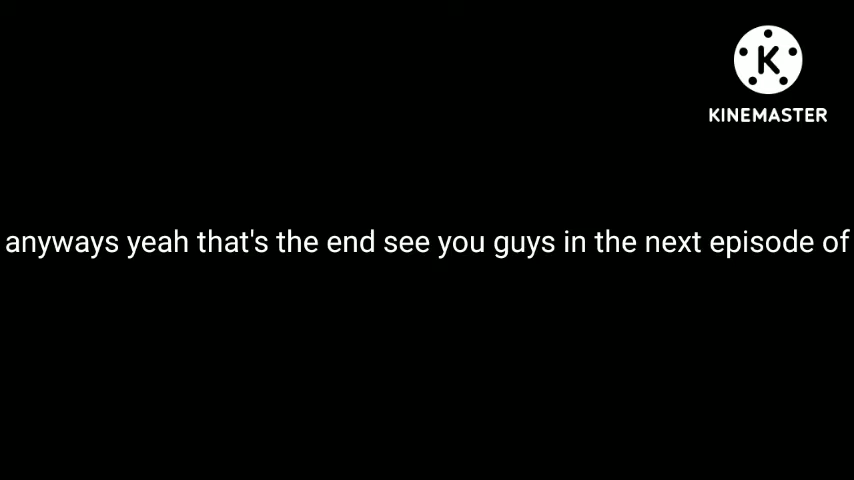 KINEMASTER
anyways yeah that's the end see you guys in the next episode of